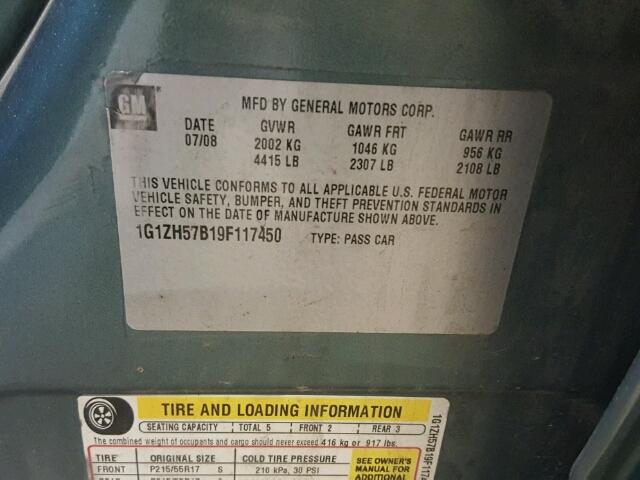 GM
MFD BY GENERAL MOTORS CORP.
DATE GVWR GAWR FRT GAWR RR
07/08 2002 KG 1046 KG 956 KG
4415 LB 2307 LB 2108 LB
THIS VEHICLE CONFORMS TO ALL APPLICABLE U.S. FEDERAL MOTOR
VEHICLE SAFETY, BUMPER, AND THEFT PREVENTION STANDARDS IN
EFFECT ON THE DATE OF MANUFACTURE SHOWN ABOVE.
1G1ZH57B19F117450 TYPE: PASS CAR
TIRE AND LOADING INFORMATION
SEATING CAPACITY TOTAL 5 FRONT 2 REAR 3
The combined weight of occupants and cargo should never exceed 416 kg or 917 lbs.
TIRE ORIGINAL SIZE COLD TIRE PRESSURE
FRONT P215/55R17 S 210 kPa, 30 PSI
SEE OWNER'S
MANUAL FOR
ADDITIONAL
1G1ZH57B19F1174